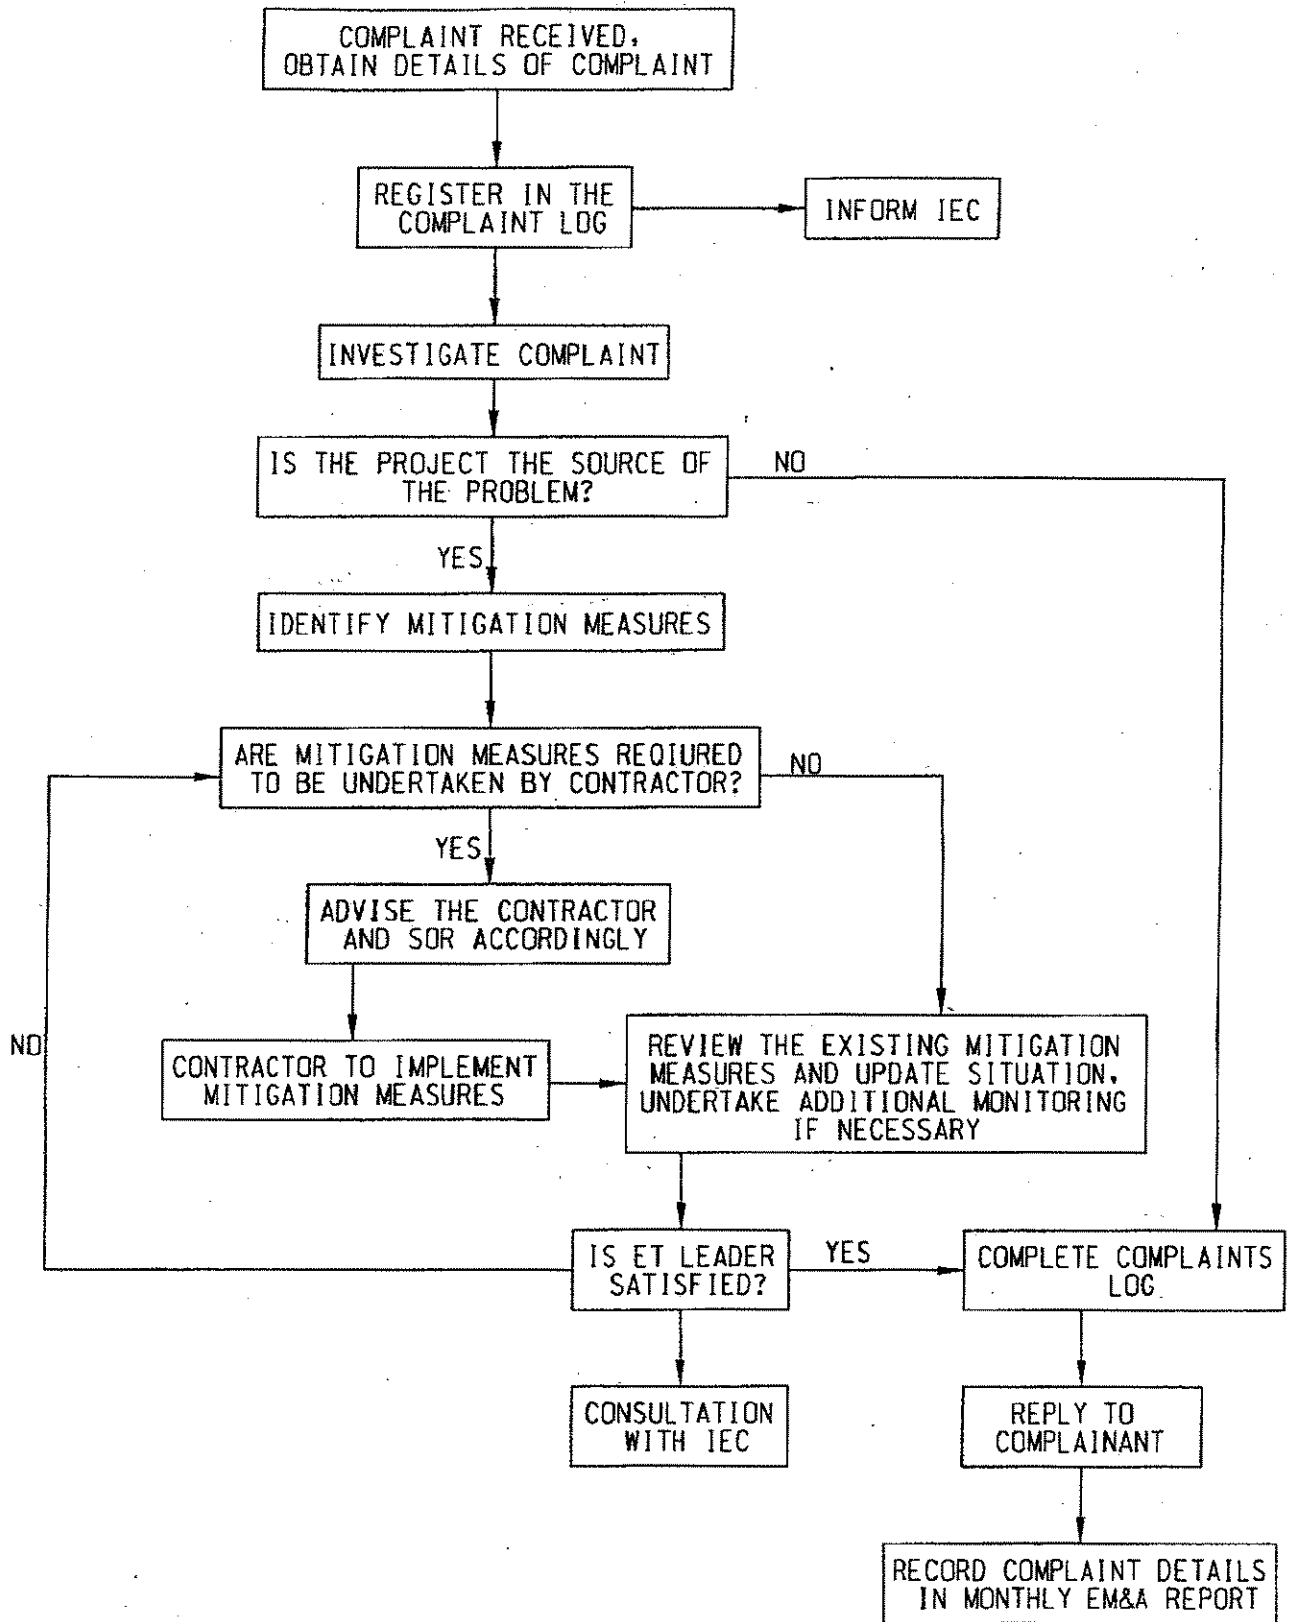 COMPLAINT RECEIVED,
OBTAIN DETAILS OF COMPLAINT
REGISTER IN THE
COMPLAINT LOG
INFORM IEC
INVESTIGATE COMPLAINT
IS THE PROJECT THE SOURCE OF
THE PROBLEM?
NO
YES
IDENTIFY MITIGATION MEASURES
ARE MITIGATION MEASURES REQIURED
TO BE UNDERTAKEN BY CONTRACTOR?
NO
YES
ADVISE THE CONTRACTOR
AND SOR ACCORDINGLY
NO
CONTRACTOR TO IMPLEMENT
MITIGATION MEASURES
REVIEW THE EXISTING MITIGATION
MEASURES AND UPDATE SITUATION,
UNDERTAKE ADDITIONAL MONITORING
IF NECESSARY
IS ET LEADER
SATISFIED?
YES
COMPLETE COMPLAINTS
LOG
CONSULTATION
WITH IEC
REPLY TO
COMPLAINANT
RECORD COMPLAINT DETAILS
IN MONTHLY EM&A REPORT